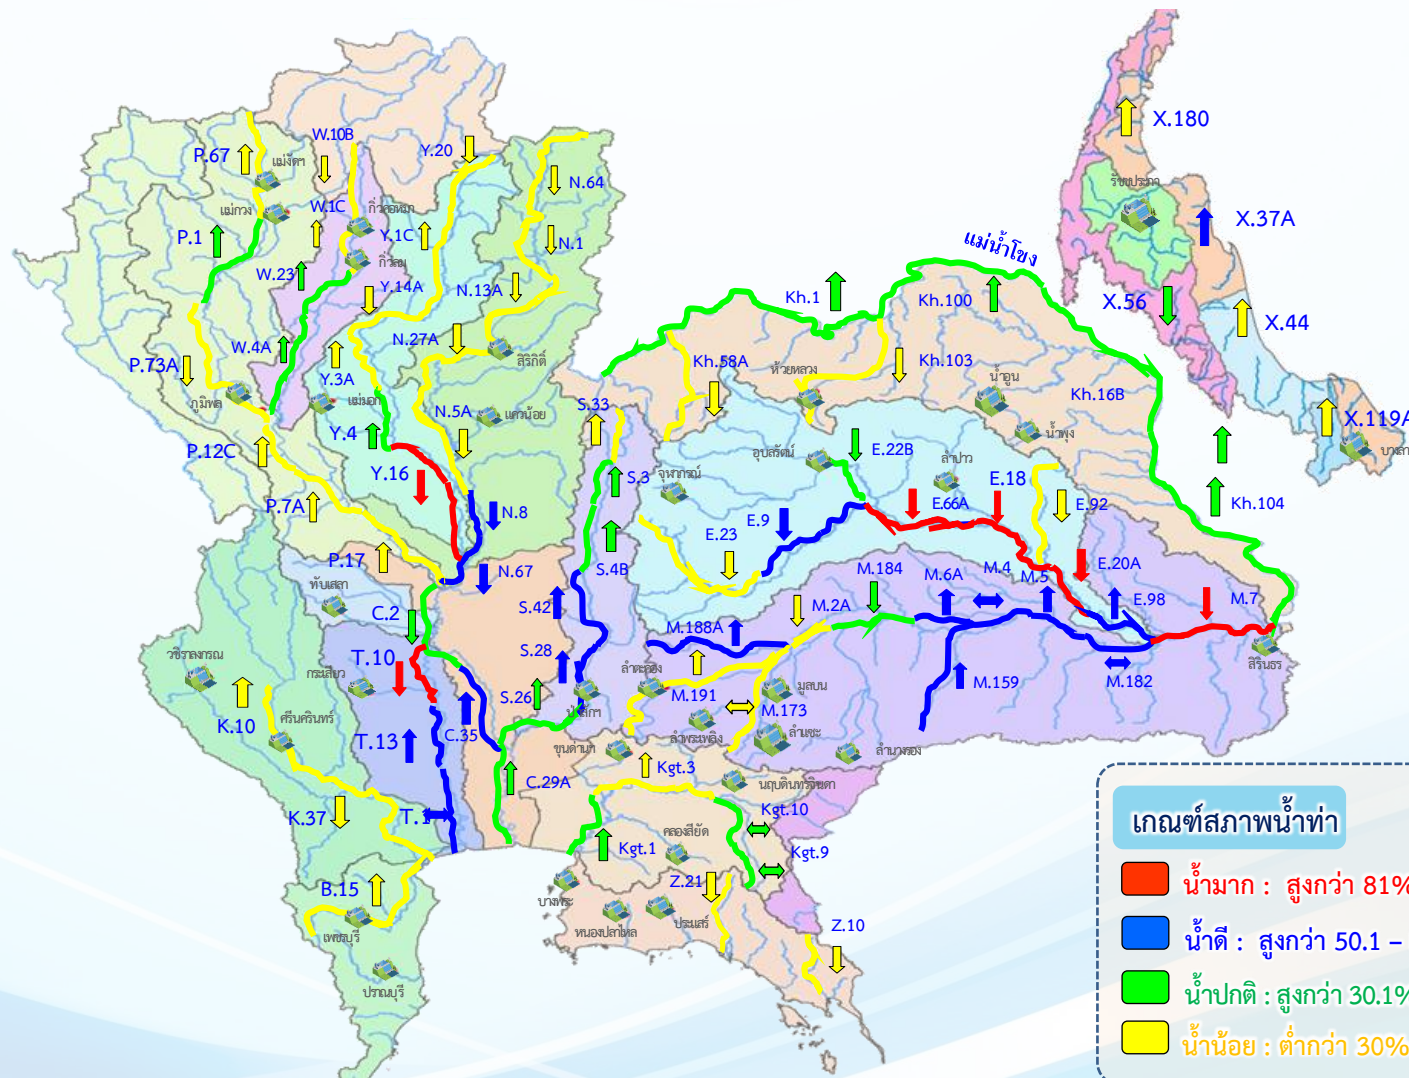 X.180
W.10B
Y.20
P.67
แม่งัดฯ
N.64
รัชชประภา
แม่กวง
W.1C
กิ่วคอหมา
X.37A
P.1
Y.1C
N.1
แม่น้ำโขง
W.23
กิ่วลม
Y.14A
N.13A
Kh.1
Kh.100
X.56
X.44
N.27A
W.4A
สิริกิติ์
P.73A
Y.3A
Kh.58A
Kh.103
ห้วยหลวง
น้ำอูน
Kh.16B
ภูมิพล
แม่มอก
N.5A
แควน้อย
S.33
X.119A
บางลาง
Y.4
น้ำพุง
P.12C
อุบลรัตน์
E.22B
ลำปาว
Y.16
S.3
จุฬาภรณ์
E.18
P.7A
N.8
E.66A
E.92
Kh.104
E.9
E.23
P.17
N.67
S.4B
M.184
M.6A
M.4
M.5
E.20A
ทับเสลา
C.2
S.42
M.2A
E.98
M.7
M.188A
วชิราลงกรณ
T.10
S.28
สิรินธร
กระเสียว
ลำตะคอง
M.159
M.182
K.10
ศรีนครินทร์
S.26
ป่าสักฯ
M.191
มูลบน
M.173
T.13
C.35
ลำพระเพลิง
ลำแซะ
ขุนด่านฯ
ลำนางรอง
Kgt.3
C.29A
นฤบดินทรจินดา
K.37
T.1
Kgt.10
คลองสียัด
Kgt.1
Kgt.9
เกณฑ์สภาพน้ำท่า
B.15
Z.21
น้ำมาก : สูงกว่า 81%
บางพระ
เพชรบุรี
หนองปลาไหล
ประแสร์
Z.10
น้ำดี : สูงกว่า 50.1 –
ปราณบุรี
น้ำปกติ : สูงกว่า 30.1%
น้ำน้อย : ต่ำกว่า 30%